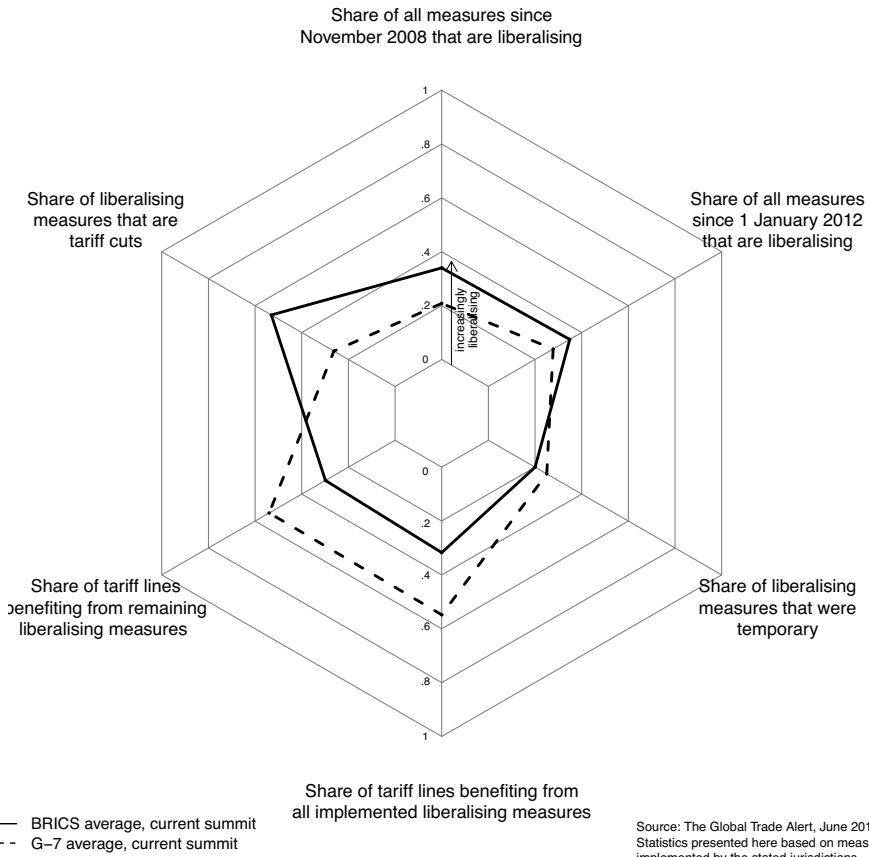 Share of all measures since
November 2008 that are liberalising
1
.8
.6
.4
.2
0
increasingly
liberalising
Share of liberalising
measures that are
tariff cuts
Share of all measures
since 1 January 2012
that are liberalising
0
.2
.4
.6
.8
1
Share of tariff lines
benefiting from remaining
liberalising measures
Share of liberalising
measures that were
temporary
Share of tariff lines benefiting from
all implemented liberalising measures
BRICS average, current summit
G−7 average, current summit
Source: The Global Trade Alert, June
Statistics presented here based on
implemented by the stated jurisdictions